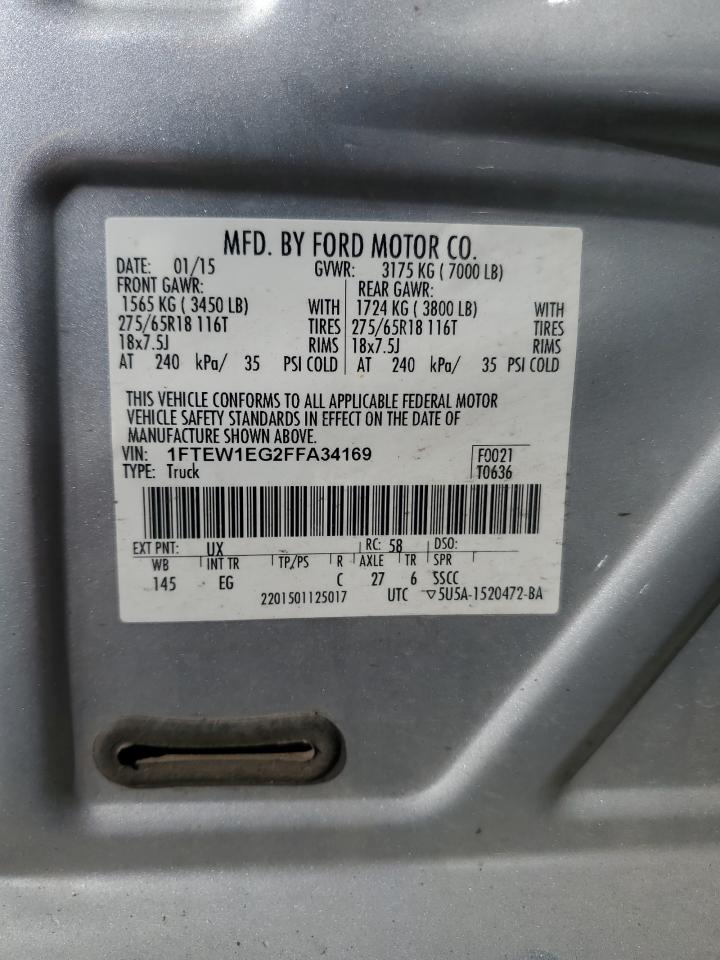 MFD. BY FORD MOTOR CO.
DATE: 01/15 GVWR: 3175 KG ( 7000 LB)
FRONT GAWR: REAR GAWR:
1565 KG ( 3450 LB) WITH 1724 KG ( 3800 LB) WITH
275/65R18 116T TIRES 275/65R18 116T TIRES
18x7.5J RIMS 18x7.5J RIMS
AT 240 kPa/ 35 PSI COLD AT 240 kPa/ 35 PSI COLD
THIS VEHICLE CONFORMS TO ALL APPLICABLE FEDERAL MOTOR
VEHICLE SAFETY STANDARDS IN EFFECT ON THE DATE OF
MANUFACTURE SHOWN ABOVE.
VIN: 1FTEW1EG2FFA34169 F0021
TYPE: Truck T0636
EXT PNT: UX RC: 58 DSO:
WB INT TR TP/PS R AXLE TR SPR
145 EG C 27 6 SSCC
2201501125017 UTC ▽5U5A-1520472-BA